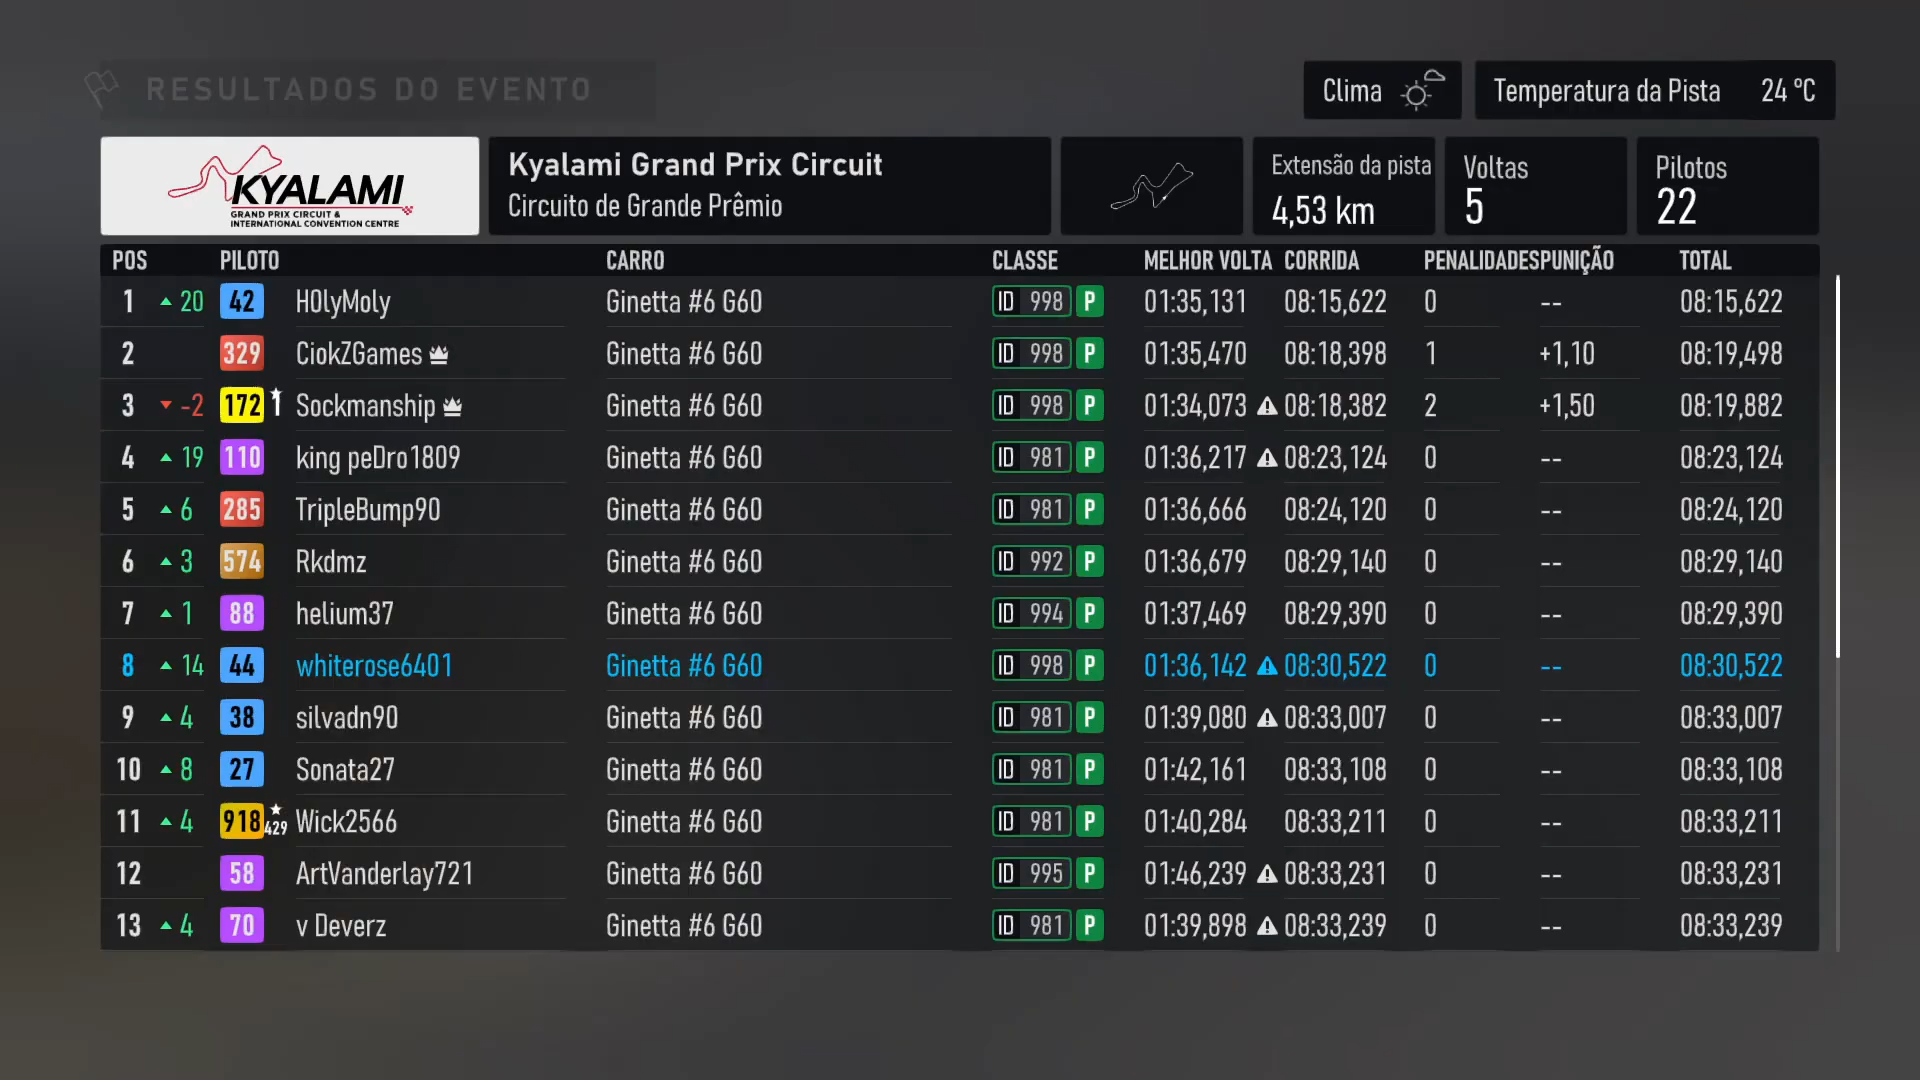 RESULTADOS DO EVENTO
Clima
Temperatura da Pista 24 ºC
KYALAMI
GRAND PRIX CIRCUIT &
INTERNATIONAL CONVENTION CENTRE
Kyalami Grand Prix Circuit
Circuito de Grande Prêmio
Extensão da pista
4,53 km
Voltas
5
Pilotos
22
POS PILOTO CARRO CLASSE MELHOR VOLTA CORRIDA PENALIDADES PUNIÇÃO TOTAL
1 20 42 H0lyMoly Ginetta #6 G60 ID 998 P 01:35,131 08:15,622 0 -- 08:15,622
2 329 CiokZGames Ginetta #6 G60 ID 998 P 01:35,470 08:18,398 1 +1,10 08:19,498
3 -2 172 1 Sockmanship Ginetta #6 G60 ID 998 P 01:34,073 08:18,382 2 +1,50 08:19,882
4 19 110 king peDro1809 Ginetta #6 G60 ID 981 P 01:36,217 08:23,124 0 -- 08:23,124
5 6 285 TripleBump90 Ginetta #6 G60 ID 981 P 01:36,666 08:24,120 0 -- 08:24,120
6 3 574 Rkdmz Ginetta #6 G60 ID 992 P 01:36,679 08:29,140 0 -- 08:29,140
7 1 88 helium37 Ginetta #6 G60 ID 994 P 01:37,469 08:29,390 0 -- 08:29,390
8 14 44 whiterose6401 Ginetta #6 G60 ID 998 P 01:36,142 08:30,522 0 -- 08:30,522
9 4 38 silvadn90 Ginetta #6 G60 ID 981 P 01:39,080 08:33,007 0 -- 08:33,007
10 8 27 Sonata27 Ginetta #6 G60 ID 981 P 01:42,161 08:33,108 0 -- 08:33,108
11 4 918 429 Wick2566 Ginetta #6 G60 ID 981 P 01:40,284 08:33,211 0 -- 08:33,211
12 58 ArtVanderlay721 Ginetta #6 G60 ID 995 P 01:46,239 08:33,231 0 -- 08:33,231
13 4 70 v Deverz Ginetta #6 G60 ID 981 P 01:39,898 08:33,239 0 -- 08:33,239